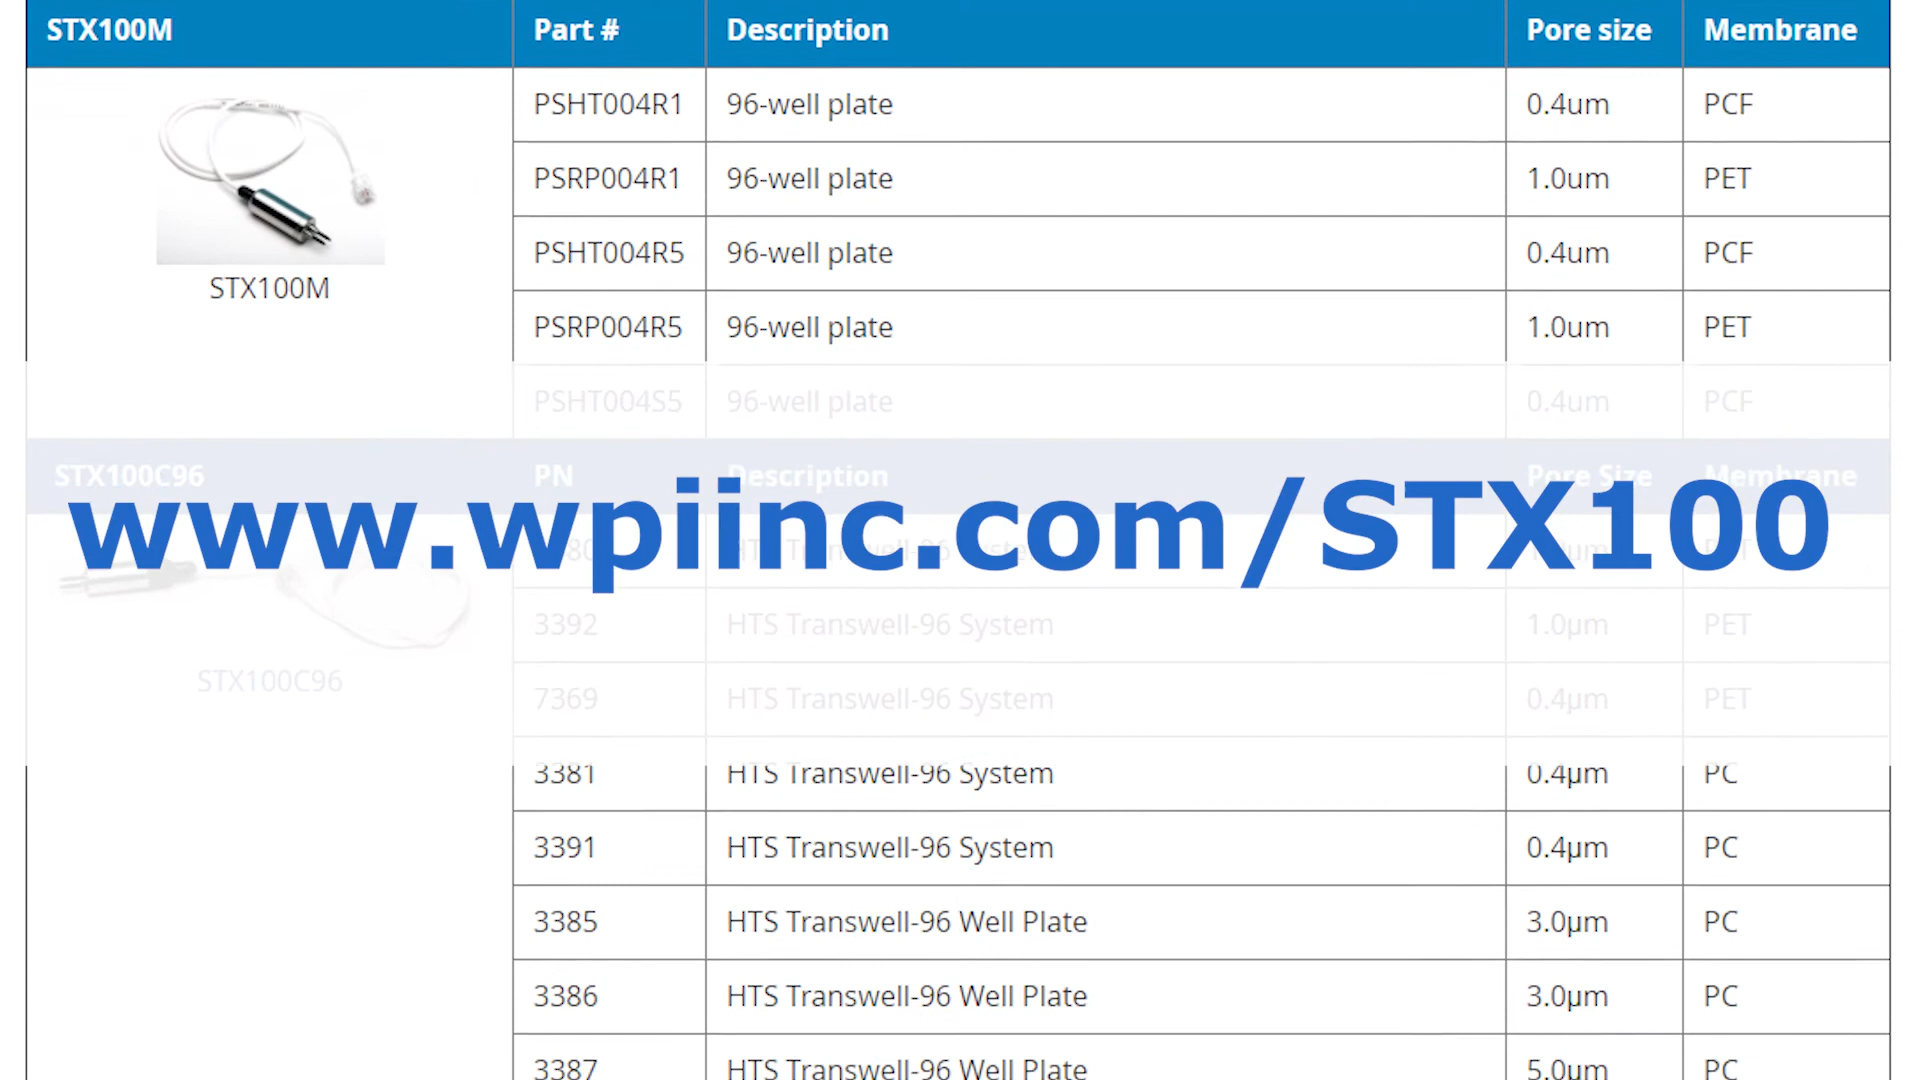 STX100M Part # Description Pore size Membrane
PSHT004R1 96-well plate 0.4um PCF
PSRP004R1 96-well plate 1.0um PET
PSHT004R5 96-well plate 0.4um PCF
STX100M
PSRP004R5 96-well plate 1.0um PET
PSHT004S5 96-well plate 0.4um PCF
STX100C96 PN Description Pore Size Membrane
www.wpiinc.com/STX100
3392 HTS Transwell-96 System 1.0µm PET
STX100C96
7369 HTS Transwell-96 System 0.4µm PET
3381 HTS Transwell-96 System 0.4µm PC
3391 HTS Transwell-96 System 0.4µm PC
3385 HTS Transwell-96 Well Plate 3.0µm PC
3386 HTS Transwell-96 Well Plate 3.0µm PC
3387 HTS Transwell-96 Well Plate 5.0µm PC